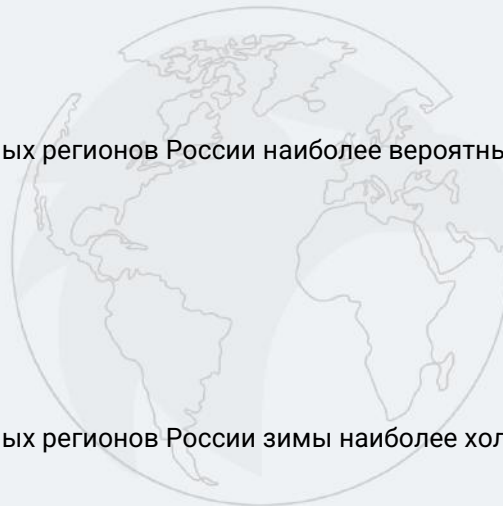 ых регионов России наиболее вероятны
ых регионов России зимы наиболее хол